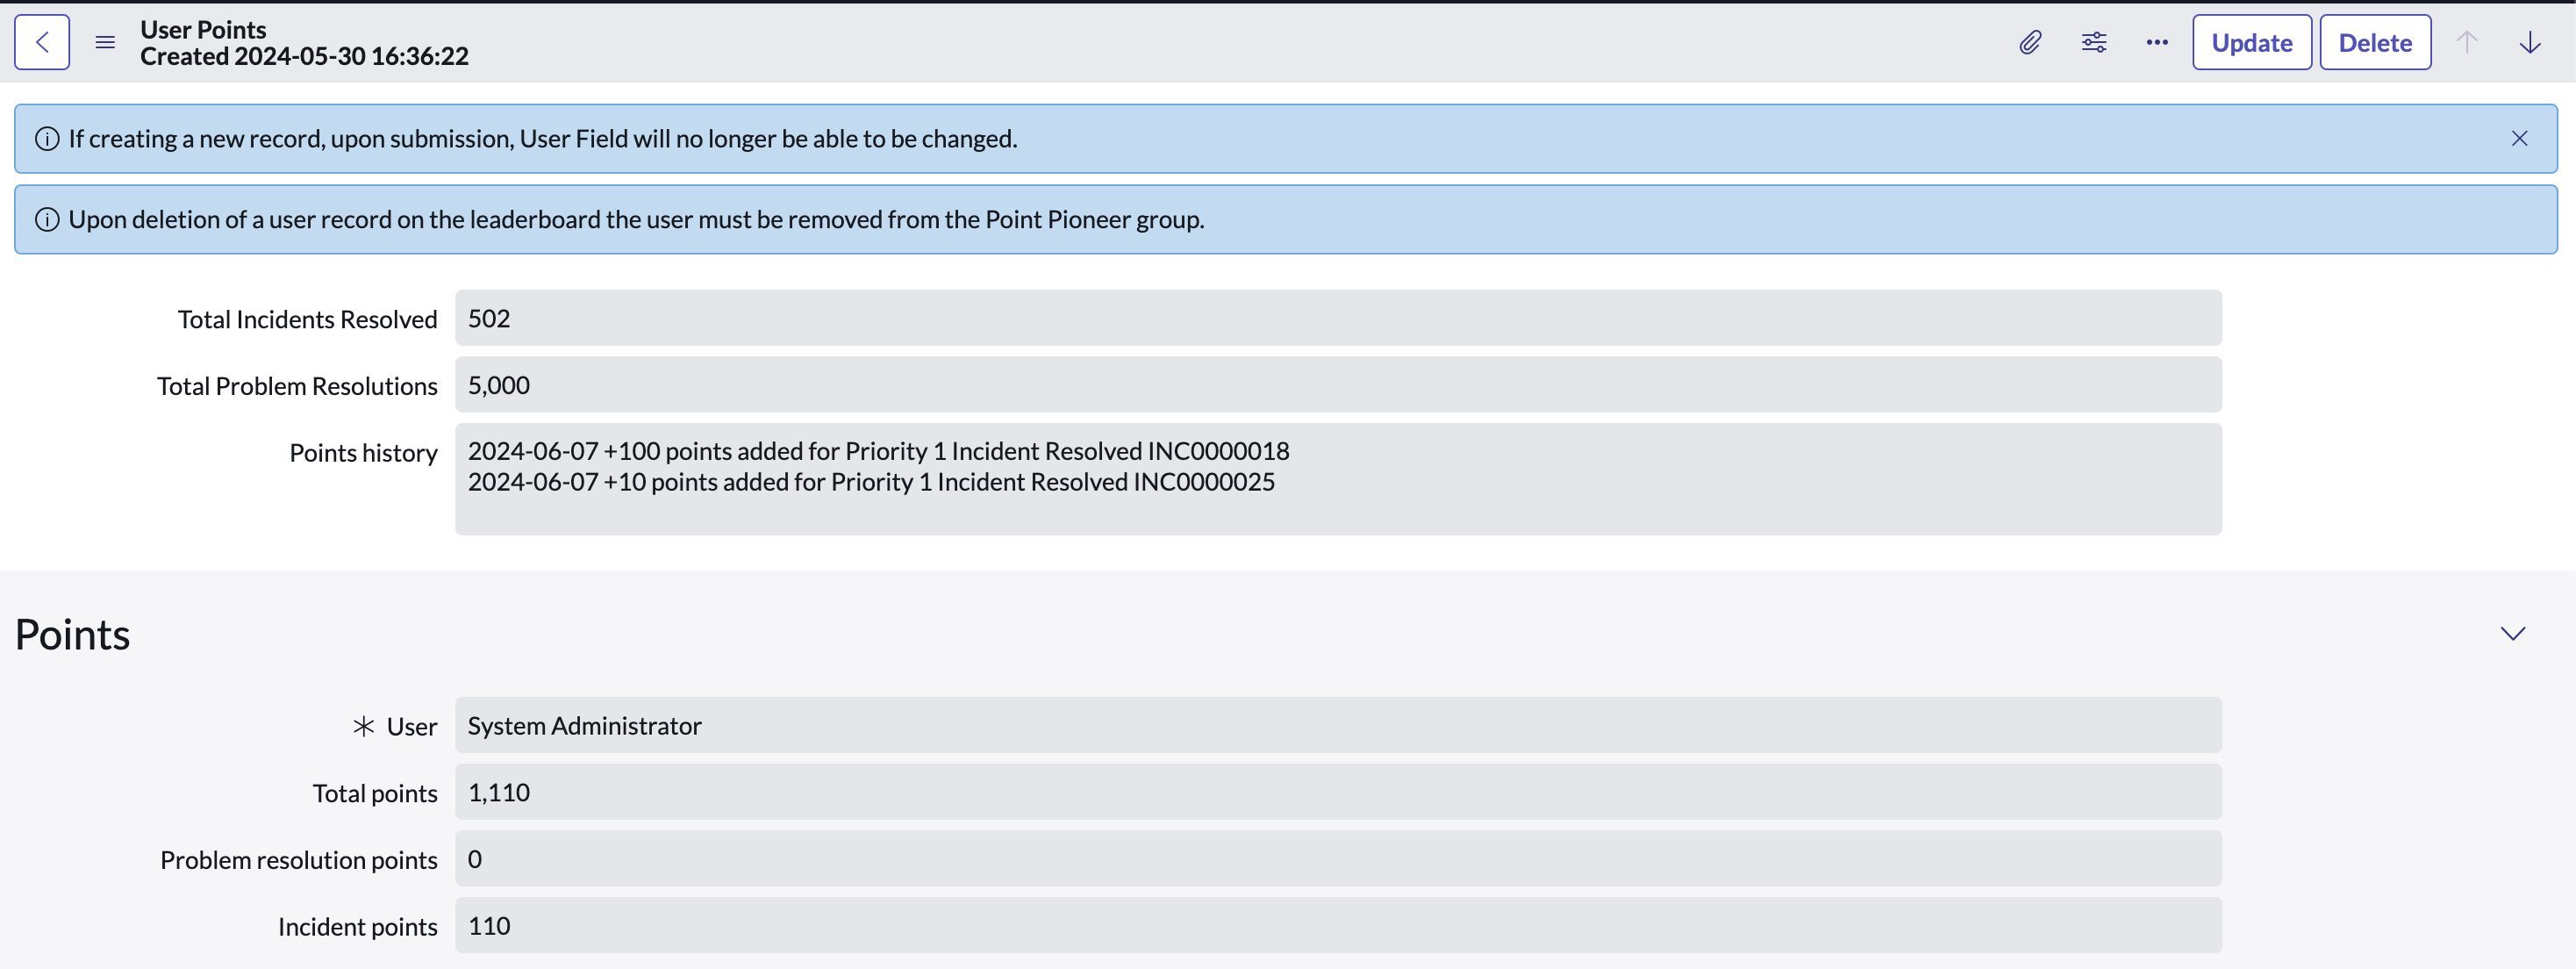 User Points
Created 2024-05-30 16:36:22
Update
Delete
If creating a new record, upon submission, User Field will no longer be able to be changed.
Upon deletion of a user record on the leaderboard the user must be removed from the Point Pioneer group.
Total Incidents Resolved
502
Total Problem Resolutions
5,000
Points history
2024-06-07 +100 points added for Priority 1 Incident Resolved INC0000018
2024-06-07 +10 points added for Priority 1 Incident Resolved INC0000025
Points
User
System Administrator
Total points
1,110
Problem resolution points
0
Incident points
110